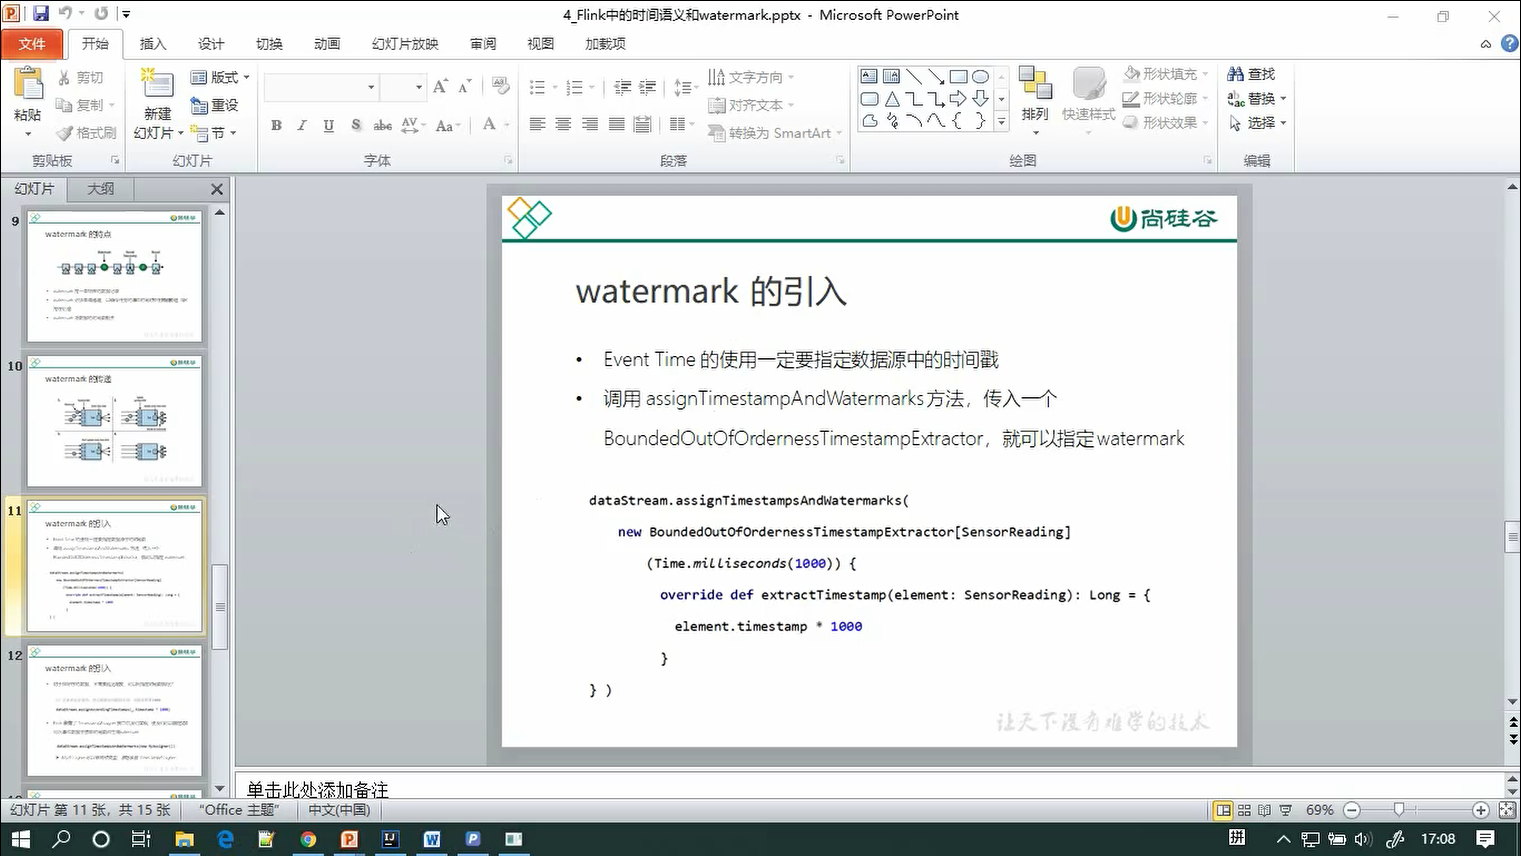 4_Flink中的时间语义和watermark.pptx - Microsoft PowerPoint
文件 开始 插入 设计 切换 动画 幻灯片放映 审阅 视图 加载项
粘贴 剪切 复制 格式刷
剪贴板
新建 幻灯片 版式 重设 节
幻灯片
字体
文字方向
对齐文本
转换为 SmartArt
段落
排列 快速样式 形状填充 形状轮廓 形状效果
绘图
查找
替换
选择
编辑
幻灯片 大纲
9
watermark 的特点
10
watermark 的传递
11
watermark 的引入
12
watermark 的引入
尚硅谷
watermark 的引入
• Event Time 的使用一定要指定数据源中的时间戳
• 调用 assignTimestampAndWatermarks 方法，传入一个
BoundedOutOfOrdernessTimestampExtractor，就可以指定watermark
dataStream.assignTimestampsAndWatermarks(
new BoundedOutOfOrdernessTimestampExtractor[SensorReading]
(Time.milliseconds(1000)) {
override def extractTimestamp(element: SensorReading): Long = {
element.timestamp * 1000
}
} )
让天下没有难学的技术
单击此处添加备注
幻灯片 第 11 张，共 15 张 "Office 主题" 中文(中国) 69%
拼 17:08